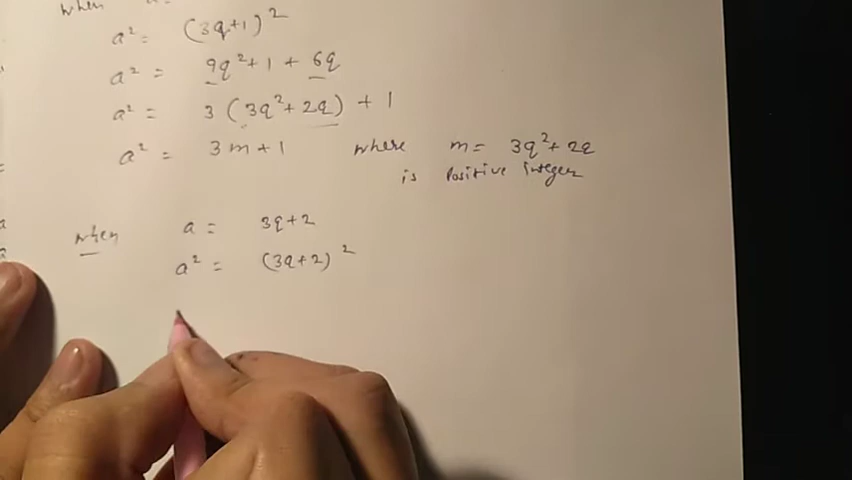 when
a² = (3q+1)²
a² = 9q²+1 + 6q
a² = 3 (3q²+2q) + 1
a² = 3m+1 where m = 3q²+2q
is Positive integer
when a = 3q+2
a² = (3q+2)²